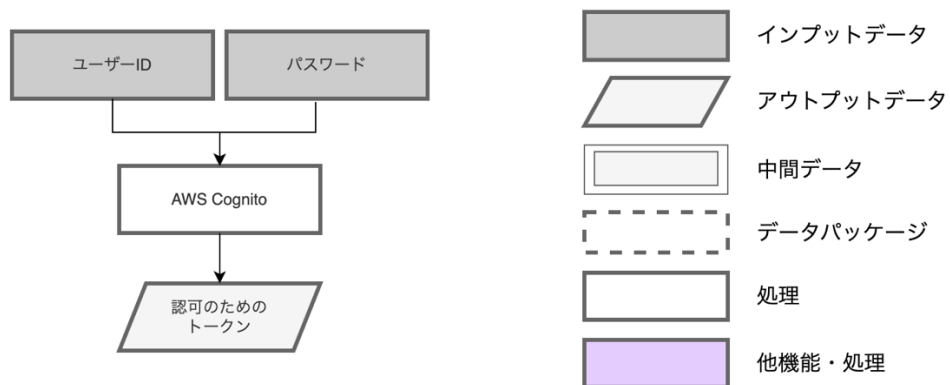 ユーザーID
パスワード
AWS Cognito
認可のための
トークン
インプットデータ
アウトプットデータ
中間データ
データパッケージ
処理
他機能・処理